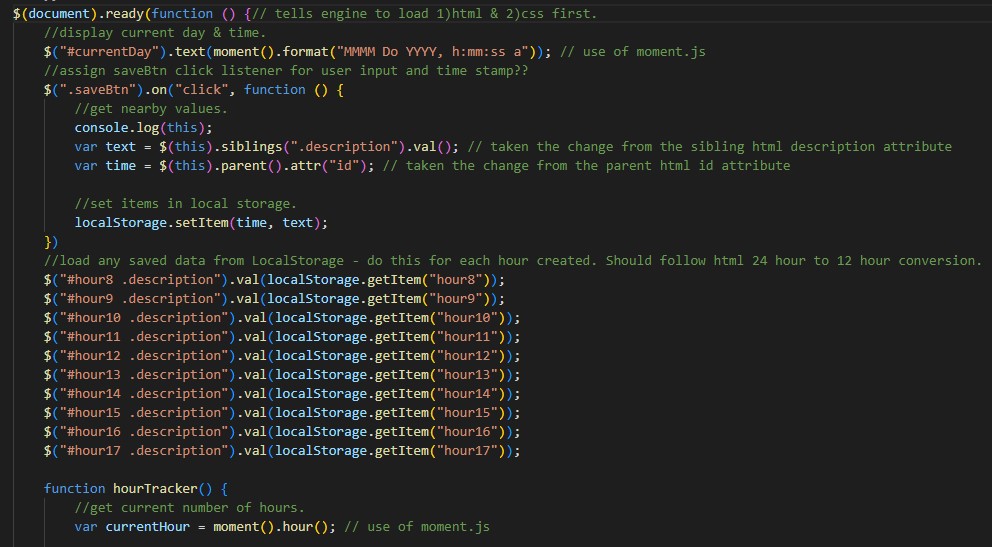 $(document).ready(function () {// tells engine to load 1)html & 2)css first.
//display current day & time.
$("#currentDay").text(moment().format("MMMM Do YYYY, h:mm:ss a")); // use of moment.js
//assign saveBtn click listener for user input and time stamp??
$(".saveBtn").on("click", function () {
//get nearby values.
console.log(this);
var text = $(this).siblings(".description").val(); // taken the change from the sibling html description attribute
var time = $(this).parent().attr("id"); // taken the change from the parent html id attribute
//set items in local storage.
localStorage.setItem(time, text);
})
//load any saved data from LocalStorage - do this for each hour created. Should follow html 24 hour to 12 hour conversion.
$("#hour8 .description").val(localStorage.getItem("hour8"));
$("#hour9 .description").val(localStorage.getItem("hour9"));
$("#hour10 .description").val(localStorage.getItem("hour10"));
$("#hour11 .description").val(localStorage.getItem("hour11"));
$("#hour12 .description").val(localStorage.getItem("hour12"));
$("#hour13 .description").val(localStorage.getItem("hour13"));
$("#hour14 .description").val(localStorage.getItem("hour14"));
$("#hour15 .description").val(localStorage.getItem("hour15"));
$("#hour16 .description").val(localStorage.getItem("hour16"));
$("#hour17 .description").val(localStorage.getItem("hour17"));
function hourTracker() {
//get current number of hours.
var currentHour = moment().hour(); // use of moment.js